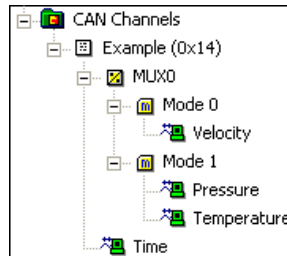 CAN Channels
Example (0x14)
MUX0
Mode 0
Velocity
Mode 1
Pressure
Temperature
Time